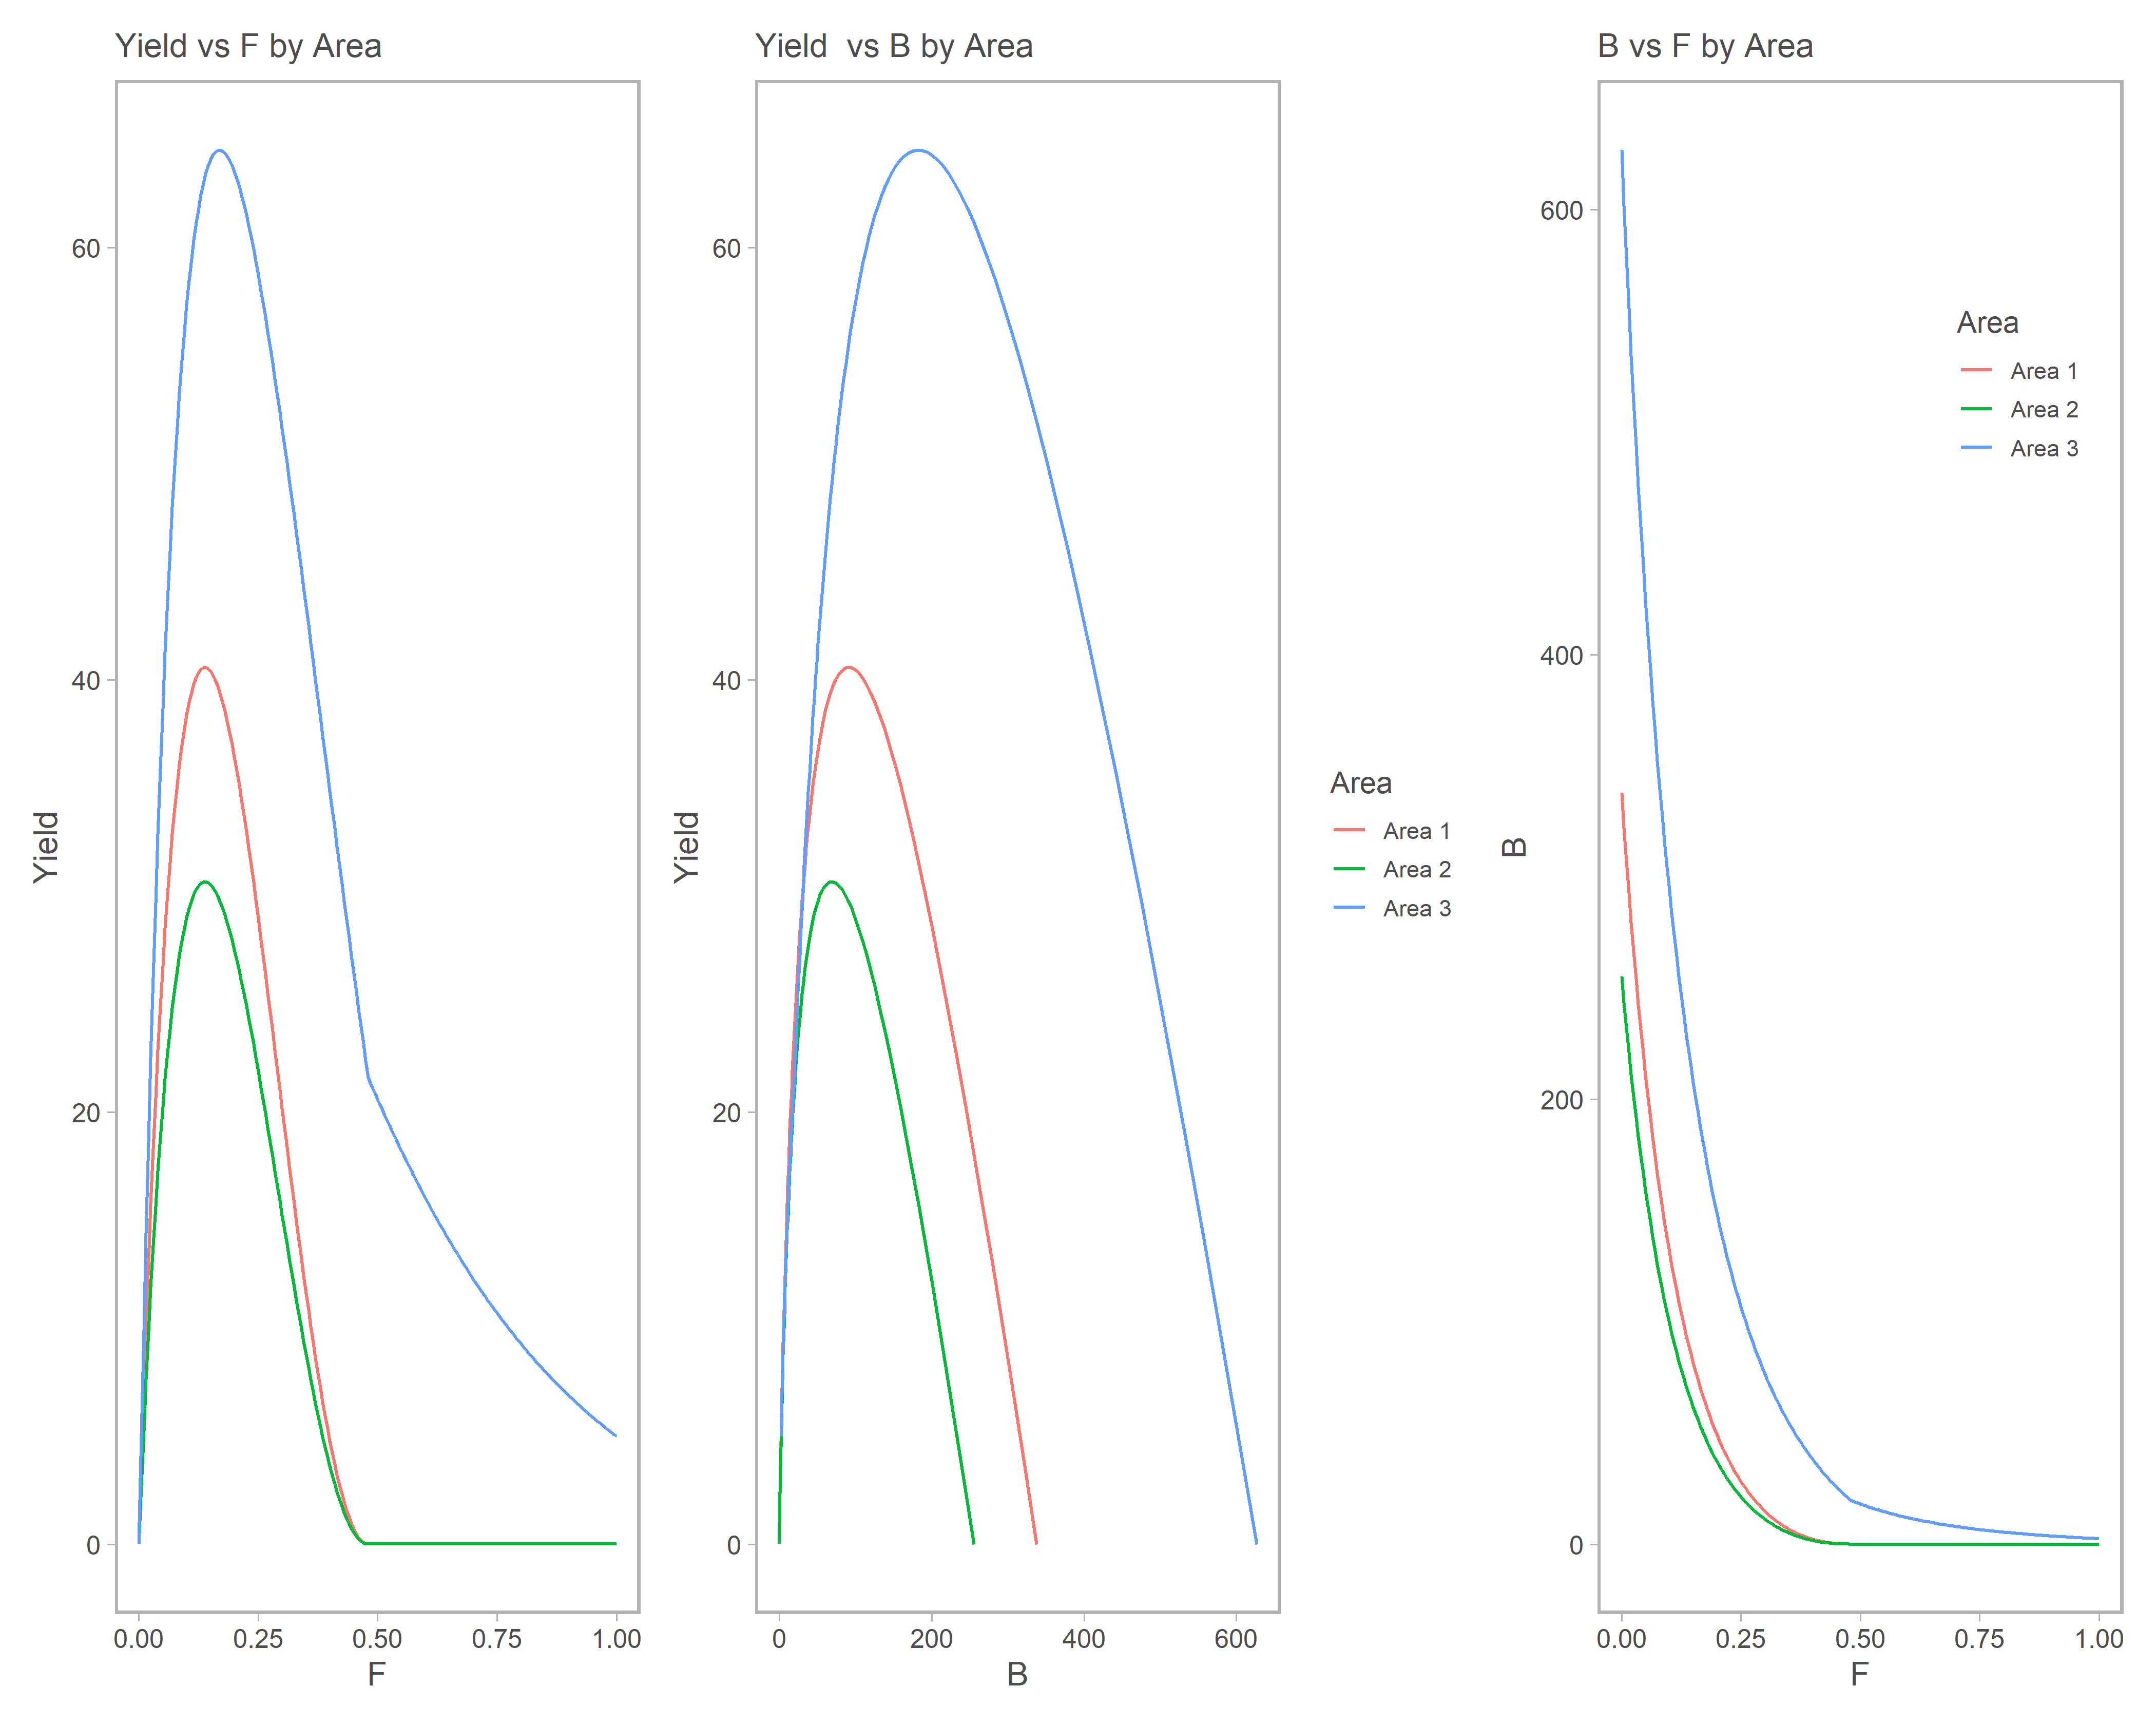 Yield vs F by Area
Yield
60
40
20
0
0.00 0.25 0.50 0.75 1.00
F
Yield  vs B by Area
Yield
60
40
20
0
0 200 400 600
B
Area
Area 1
Area 2
Area 3
B vs F by Area
B
600
400
200
0
0.00 0.25 0.50 0.75 1.00
F
Area
Area 1
Area 2
Area 3